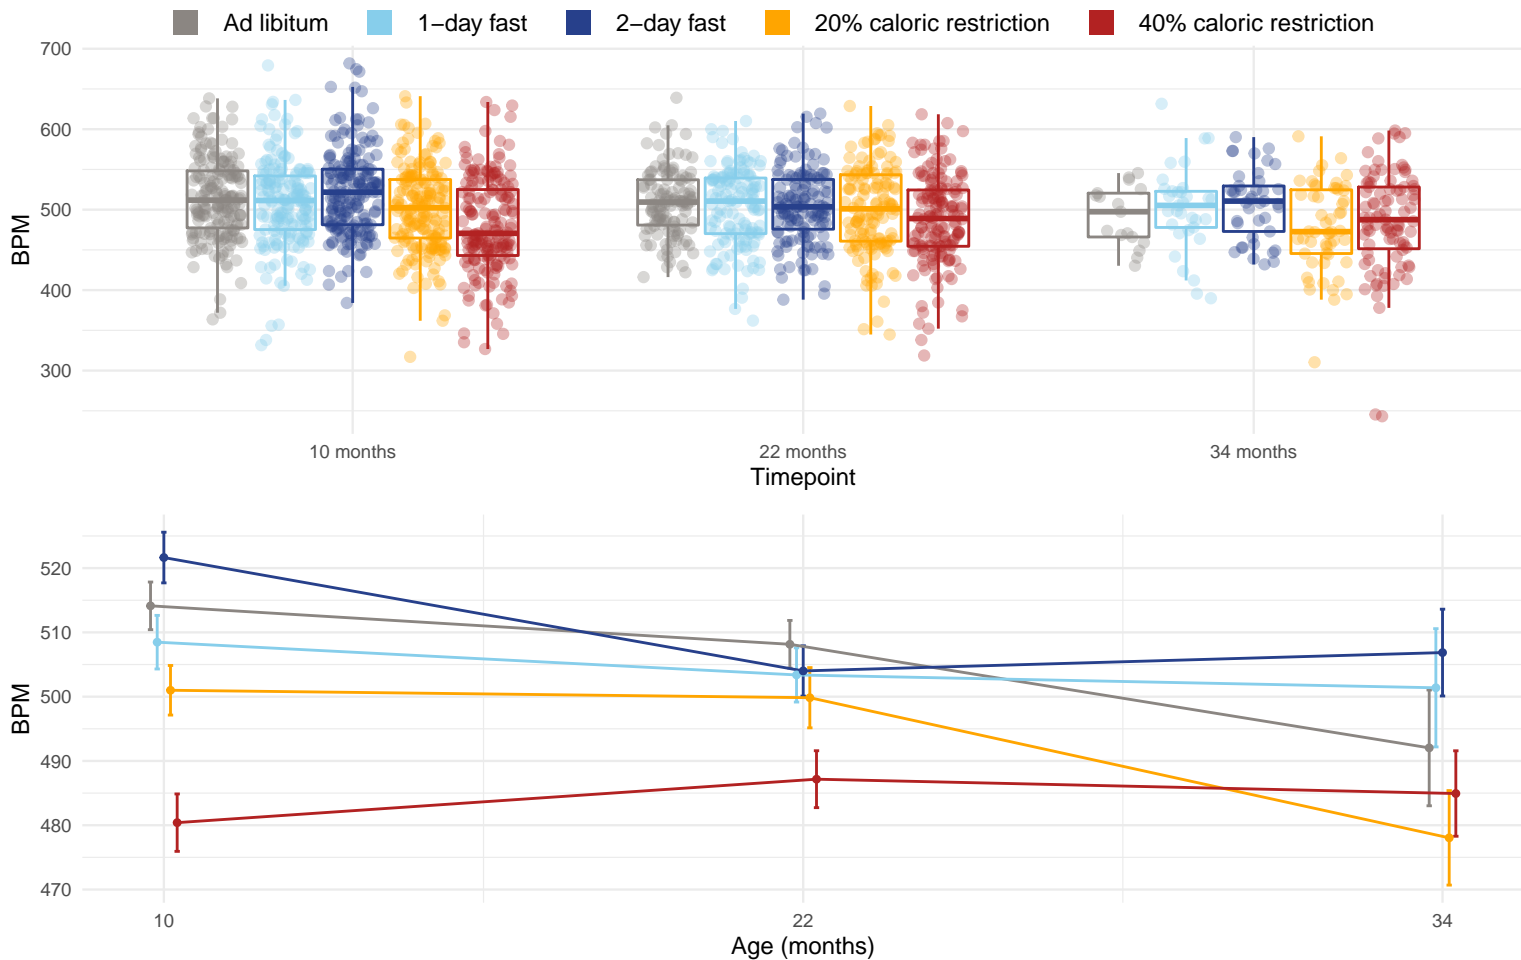 Ad libitum 1−day fast 2−day fast 20% caloric restriction 40% caloric restriction
700
600
500
400
300
BPM
10 months 22 months 34 months
Timepoint
520
510
500
490
480
470
BPM
10 22 34
Age (months)